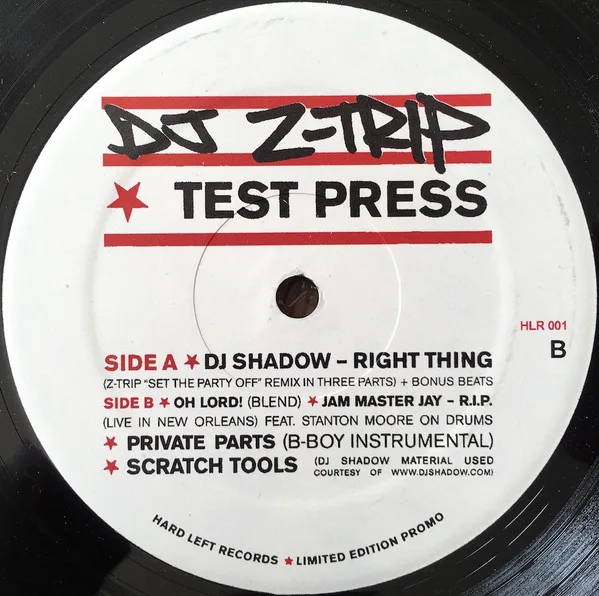 DJ Z-TRIP
★ TEST PRESS
HLR 001
B
SIDE A ★ DJ SHADOW – RIGHT THING
(Z-TRIP "SET THE PARTY OFF" REMIX IN THREE PARTS) + BONUS BEATS
SIDE B ★ OH LORD! (BLEND) ★ JAM MASTER JAY – R.I.P.
(LIVE IN NEW ORLEANS) FEAT. STANTON MOORE ON DRUMS
★ PRIVATE PARTS (B-BOY INSTRUMENTAL)
★ SCRATCH TOOLS (DJ SHADOW MATERIAL USED
COURTESY OF WWW.DJSHADOW.COM)
HARD LEFT RECORDS ★ LIMITED EDITION PROMO